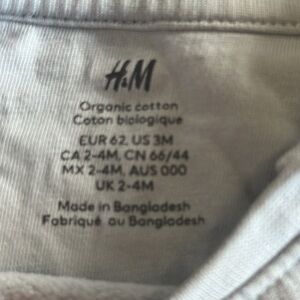 H&M
Organic cotton
Coton biologique
EUR 62, US 3M
CA 2-4M, CN 66/44
MX 2-4M, AUS 000
UK 2-4M
Made in Bangladesh
Fabriqué au Bangladesh